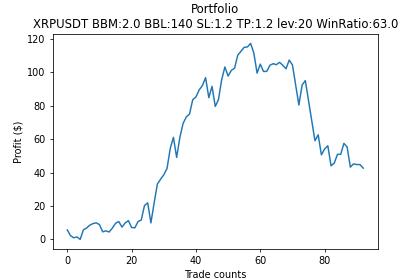 Portfolio
XRPUSDT BBM:2.0 BBL:140 SL:1.2 TP:1.2 lev:20 WinRatio:63.0
120
100
80
60
40
20
0
Profit ($)
0 20 40 60 80
Trade counts